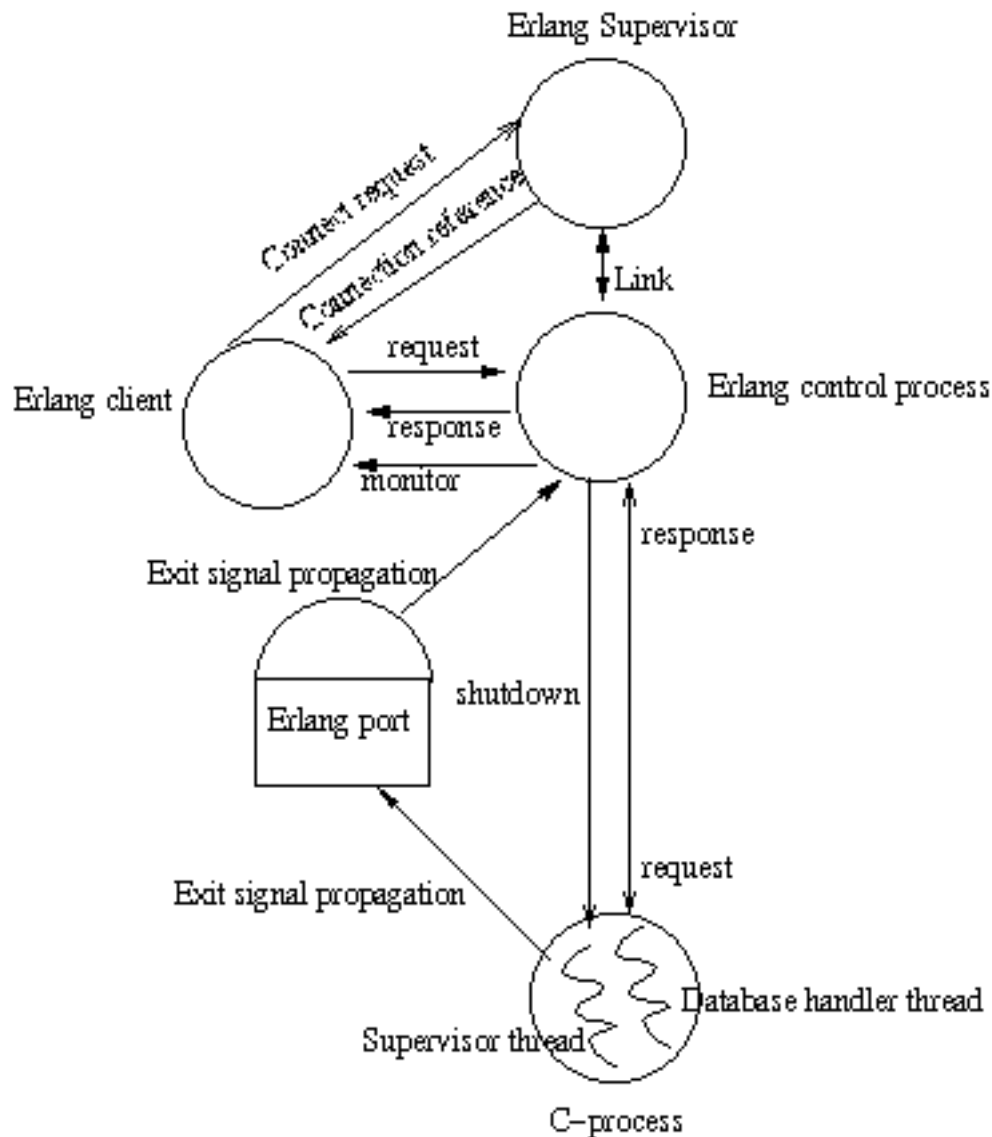 Erlang Supervisor
Connect request
Connection reference
Link
request
Erlang client
Erlang control process
response
monitor
response
Exit signal propagation
shutdown
Erlang port
request
Exit signal propagation
Database handler thread
Supervisor thread
C-process